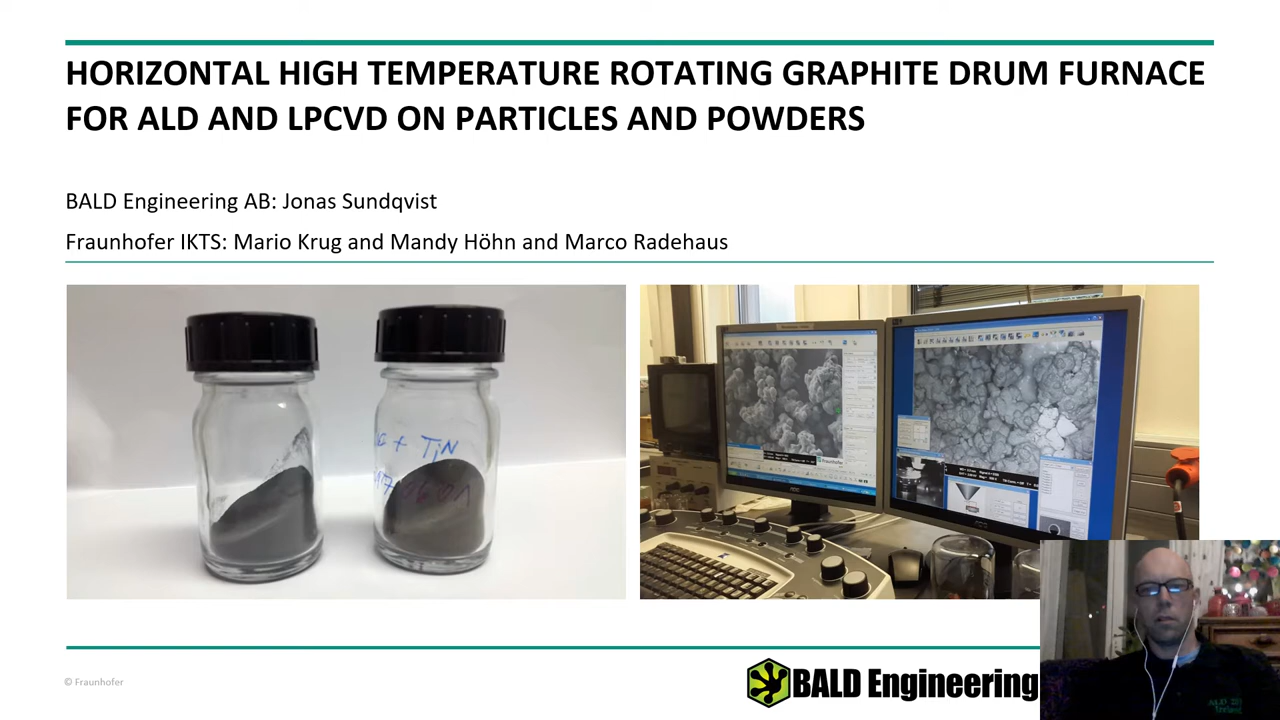 HORIZONTAL HIGH TEMPERATURE ROTATING GRAPHITE DRUM FURNACE
FOR ALD AND LPCVD ON PARTICLES AND POWDERS
BALD Engineering AB: Jonas Sundqvist
Fraunhofer IKTS: Mario Krug and Mandy Höhn and Marco Radehaus
+ TiN
Fraunhofer
© Fraunhofer
BALD Engineering